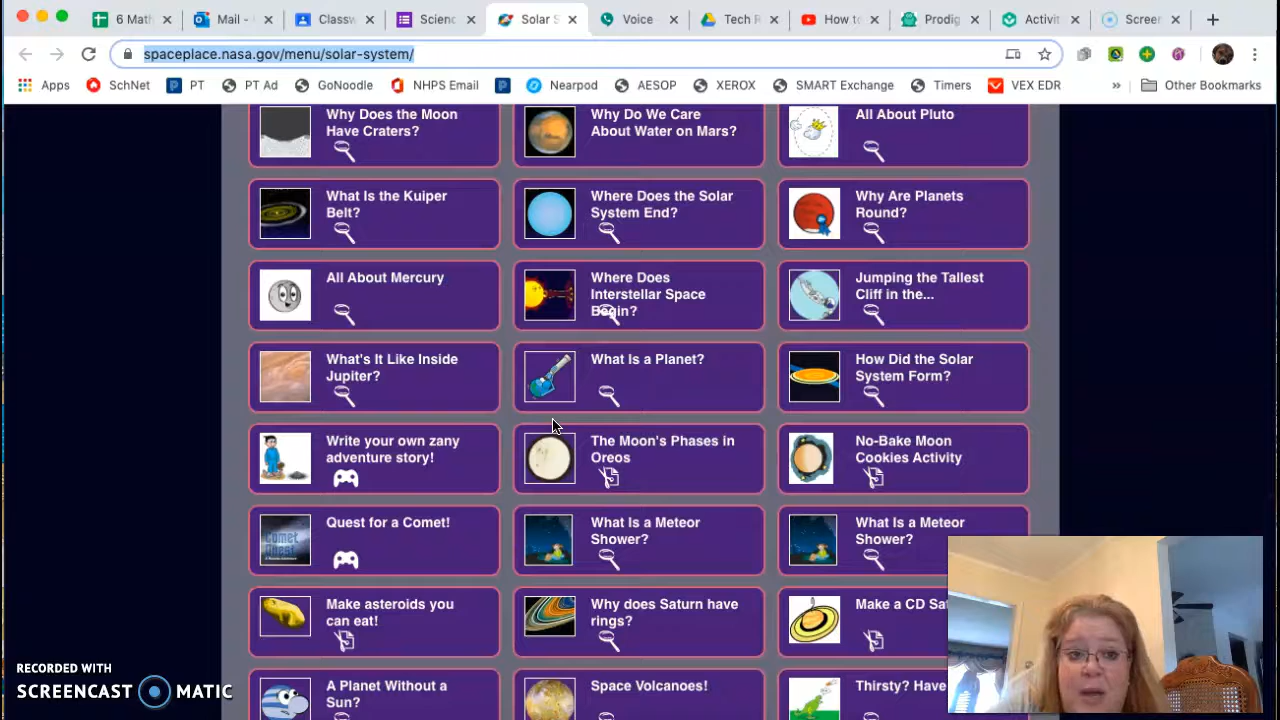 6 Math
Mail -
Classw
Scienc
Solar S
Voice -
Tech R
How to
Prodig
Activit
Screen
spaceplace.nasa.gov/menu/solar-system/
Apps
SchNet
PT
PT Ad
GoNoodle
NHPS Email
Nearpod
AESOP
XEROX
SMART Exchange
Timers
VEX EDR
»
Other Bookmarks
Why Does the Moon
Have Craters?
Why Do We Care
About Water on Mars?
All About Pluto
What Is the Kuiper
Belt?
Where Does the Solar
System End?
Why Are Planets
Round?
All About Mercury
Where Does
Interstellar Space
Begin?
Jumping the Tallest
Cliff in the...
What's It Like Inside
Jupiter?
What Is a Planet?
How Did the Solar
System Form?
Write your own zany
adventure story!
The Moon's Phases in
Oreos
No-Bake Moon
Cookies Activity
Quest for a Comet!
Comet
Quest
What Is a Meteor
Shower?
What Is a Meteor
Shower?
Make asteroids you
can eat!
Why does Saturn have
rings?
Make a CD Sat
A Planet Without a
Sun?
Space Volcanoes!
Thirsty? Have
RECORDED WITH
SCREENCAST MATIC